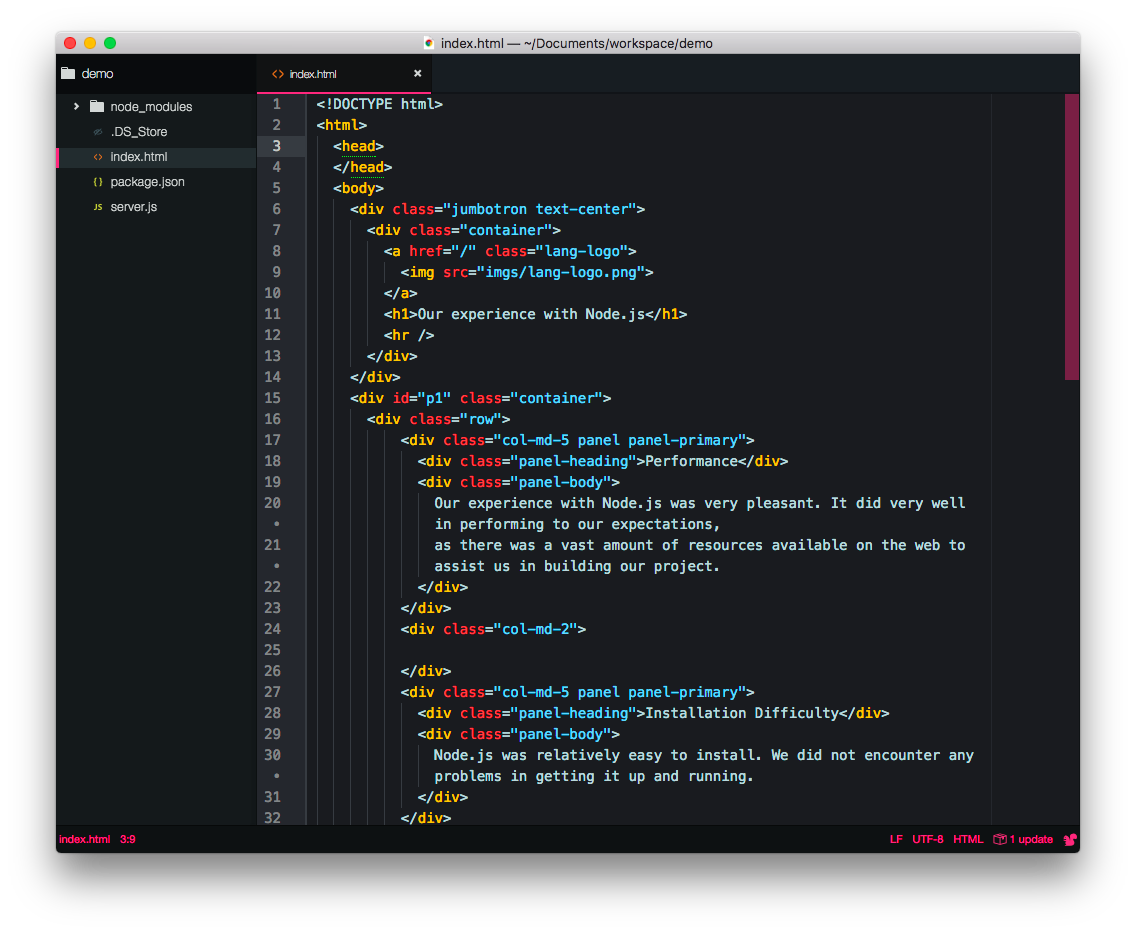 index.html — ~/Documents/workspace/demo
demo
node_modules
.DS_Store
index.html
package.json
JS server.js
index.html
1 <!DOCTYPE html>
2 <html>
3 <head>
4 </head>
5 <body>
6 <div class="jumbotron text-center">
7 <div class="container">
8 <a href="/" class="lang-logo">
9 <img src="imgs/lang-logo.png">
10 </a>
11 <h1>Our experience with Node.js</h1>
12 <hr />
13 </div>
14 </div>
15 <div id="p1" class="container">
16 <div class="row">
17 <div class="col-md-5 panel panel-primary">
18 <div class="panel-heading">Performance</div>
19 <div class="panel-body">
20 Our experience with Node.js was very pleasant. It did very well
• in performing to our expectations,
21 as there was a vast amount of resources available on the web to
• assist us in building our project.
22 </div>
23 </div>
24 <div class="col-md-2">
25
26 </div>
27 <div class="col-md-5 panel panel-primary">
28 <div class="panel-heading">Installation Difficulty</div>
29 <div class="panel-body">
30 Node.js was relatively easy to install. We did not encounter any
• problems in getting it up and running.
31 </div>
32 </div>
index.html 3:9
LF UTF-8 HTML 1 update